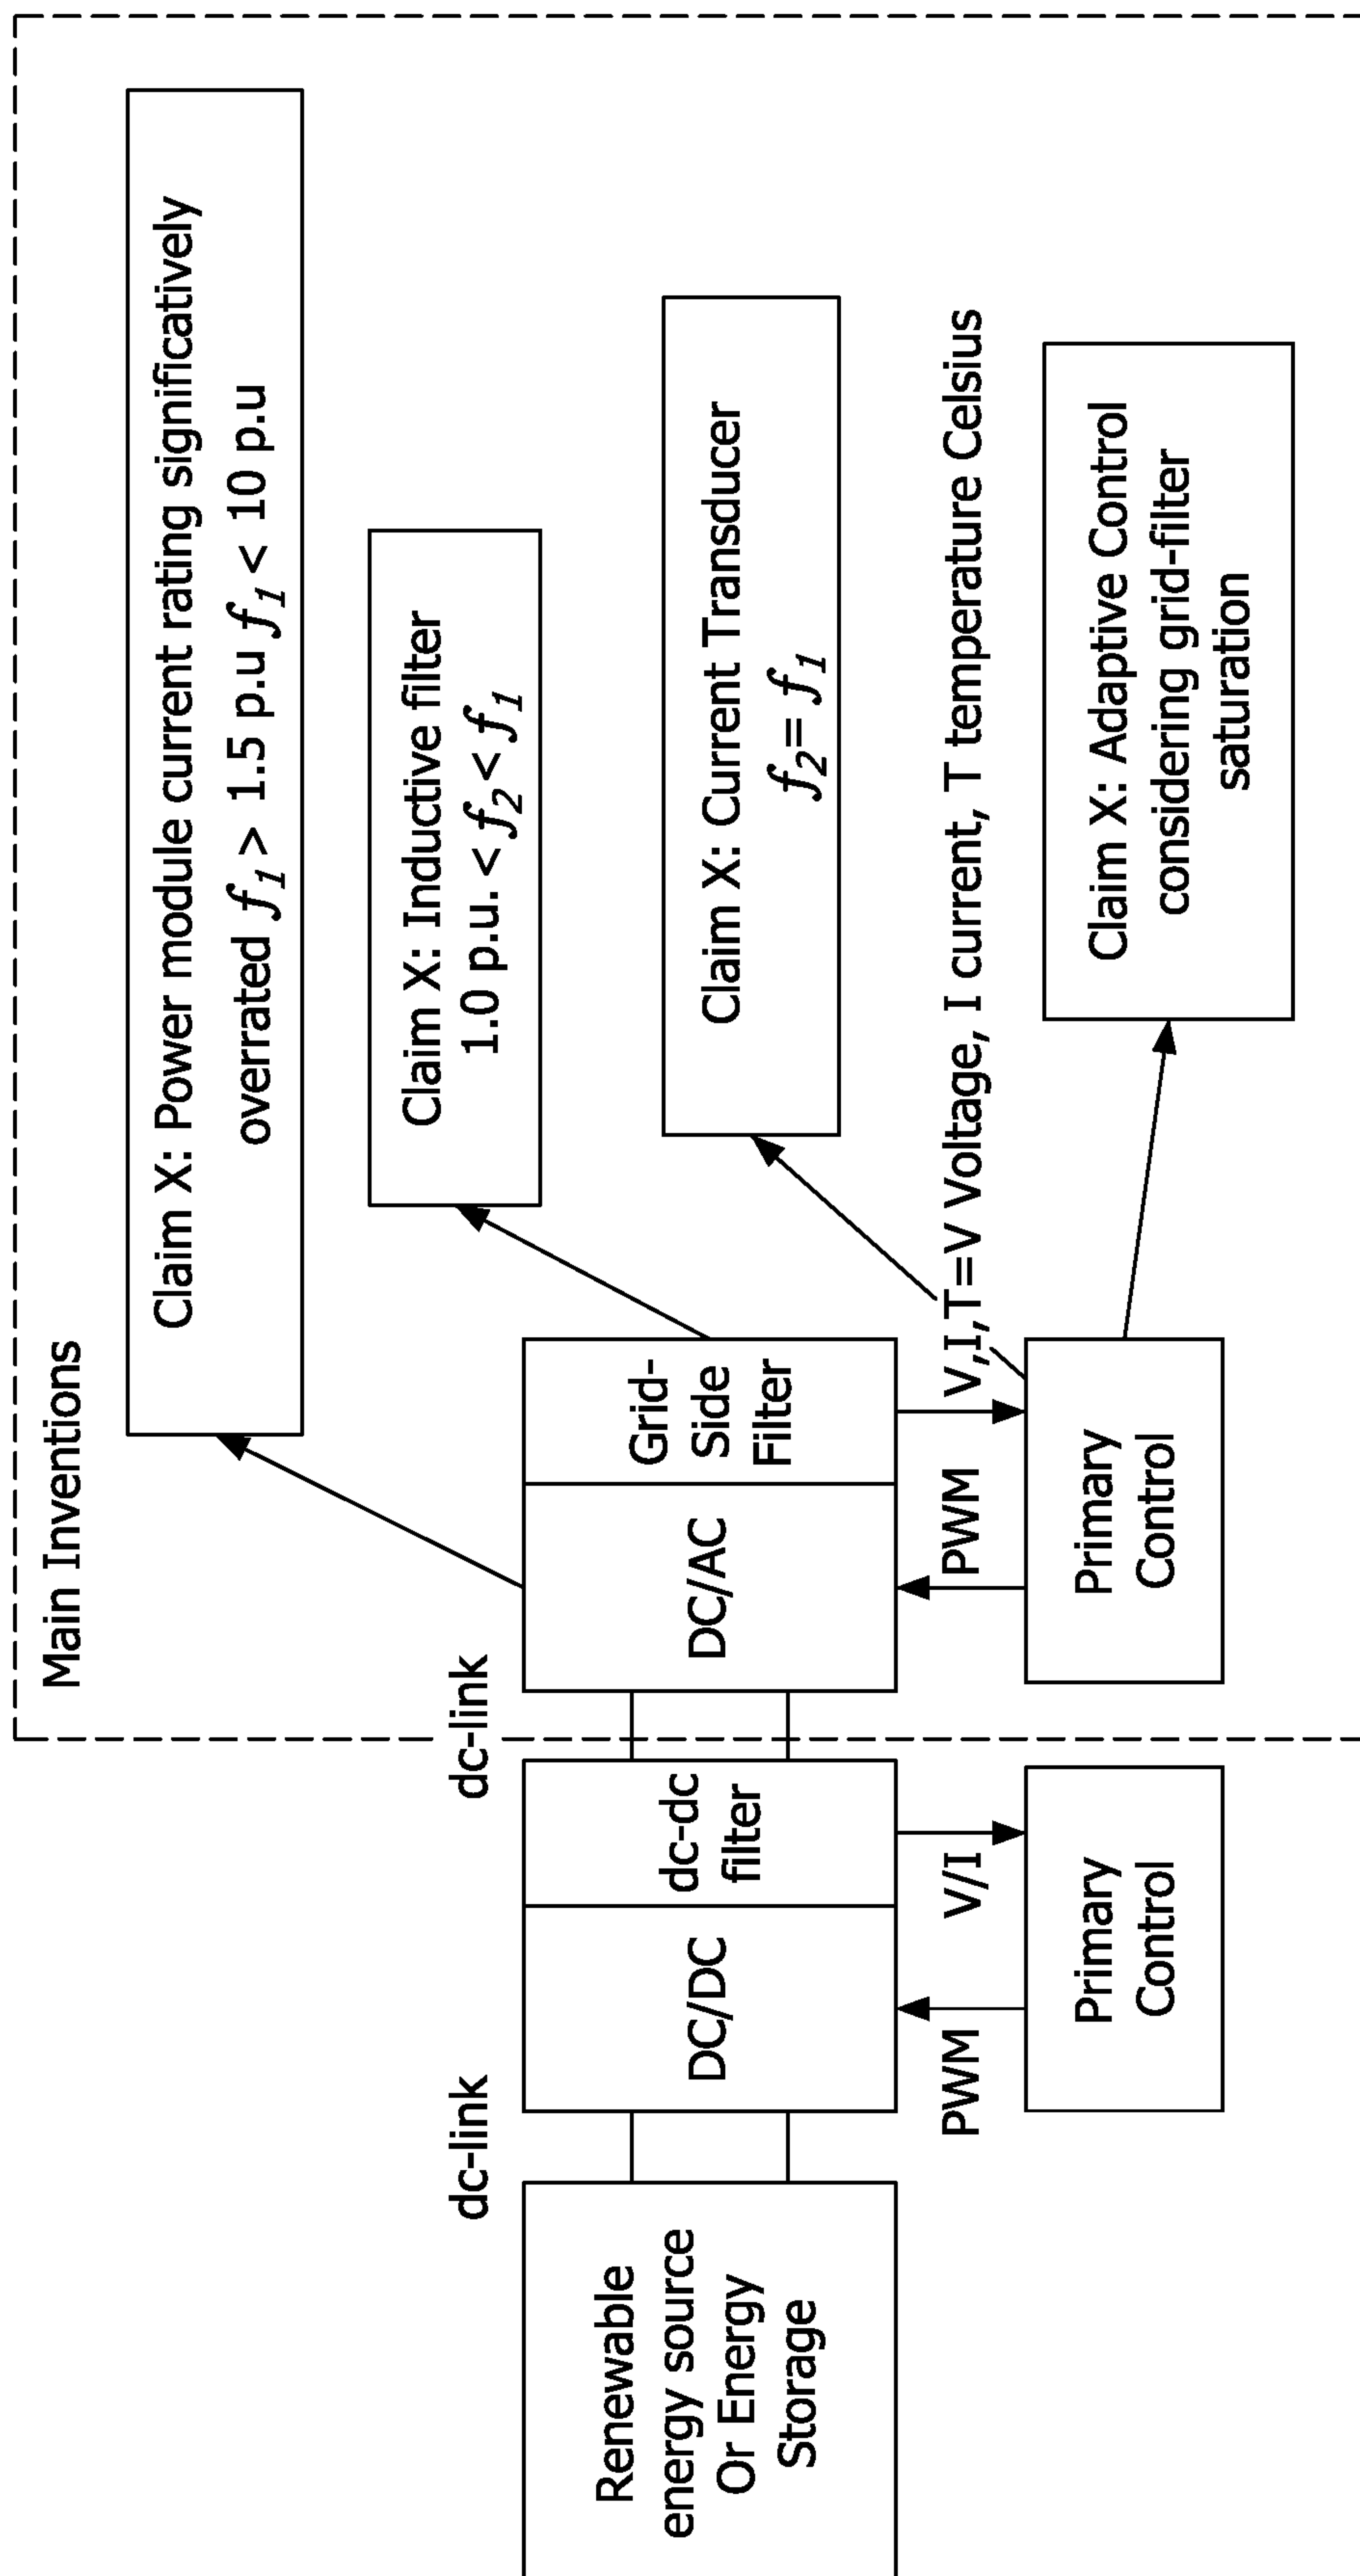 Main Inventions
Claim X: Power module current rating significatively
overrated f1 > 1.5 p.u f1 < 10 p.u
Claim X: Inductive filter
1.0 p.u. < f2 < f1
dc-link
dc-link
Renewable
energy source
Or Energy
Storage
DC/DC
dc-dc
filter
DC/AC
Grid-
Side
Filter
Claim X: Current Transducer
f2 = f1
PWM
V/I
PWM
V,I,T=V Voltage, I current, T temperature Celsius
Primary
Control
Primary
Control
Claim X: Adaptive Control
considering grid-filter
saturation